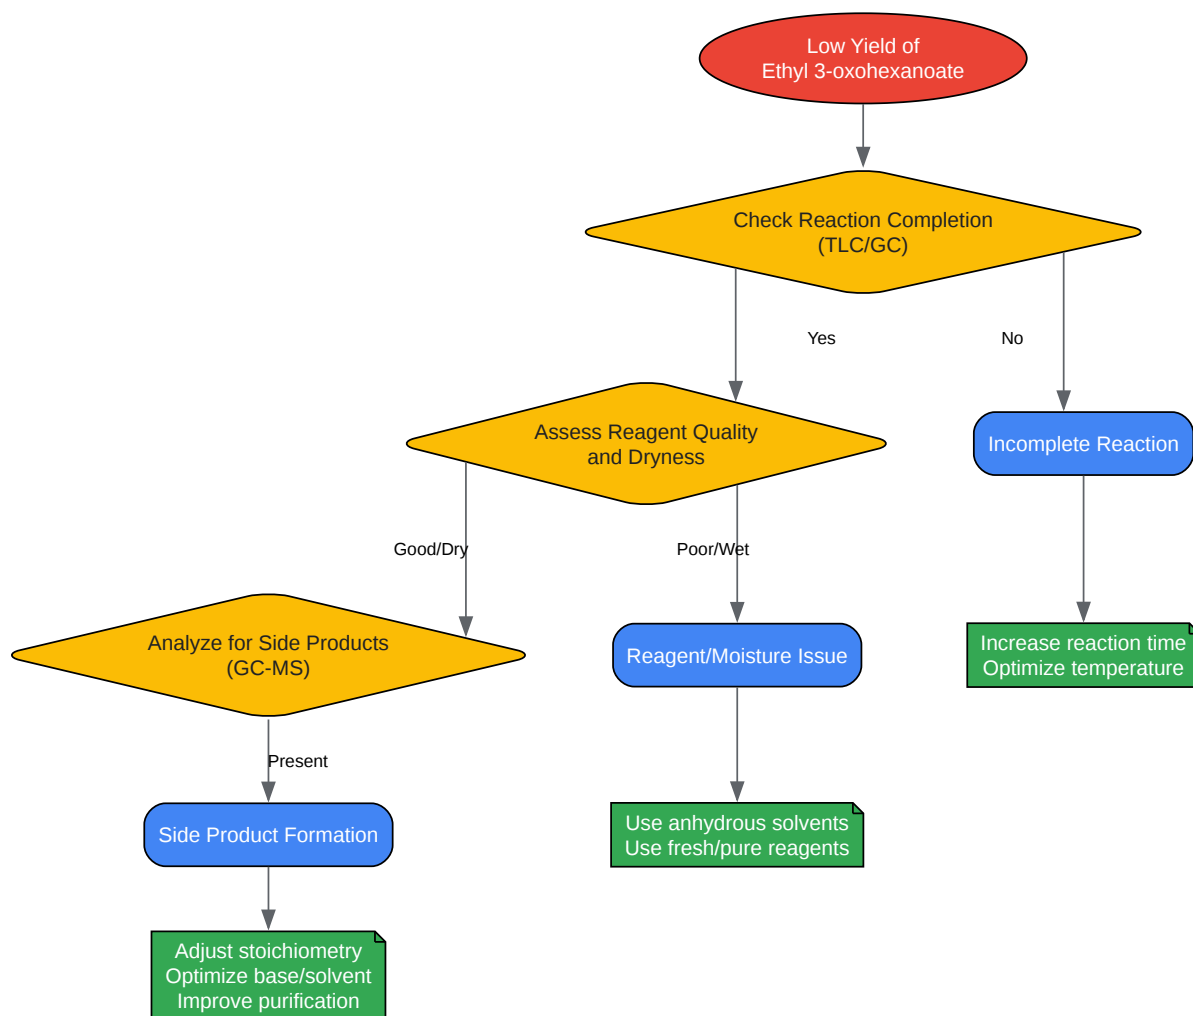 Low Yield of
Ethyl 3-oxohexanoate
Check Reaction Completion
(TLC/GC)
Yes
No
Assess Reagent Quality
and Dryness
Incomplete Reaction
Good/Dry
Poor/Wet
Analyze for Side Products
(GC-MS)
Reagent/Moisture Issue
Increase reaction time
Optimize temperature
Present
Side Product Formation
Use anhydrous solvents
Use fresh/pure reagents
Adjust stoichiometry
Optimize base/solvent
Improve purification